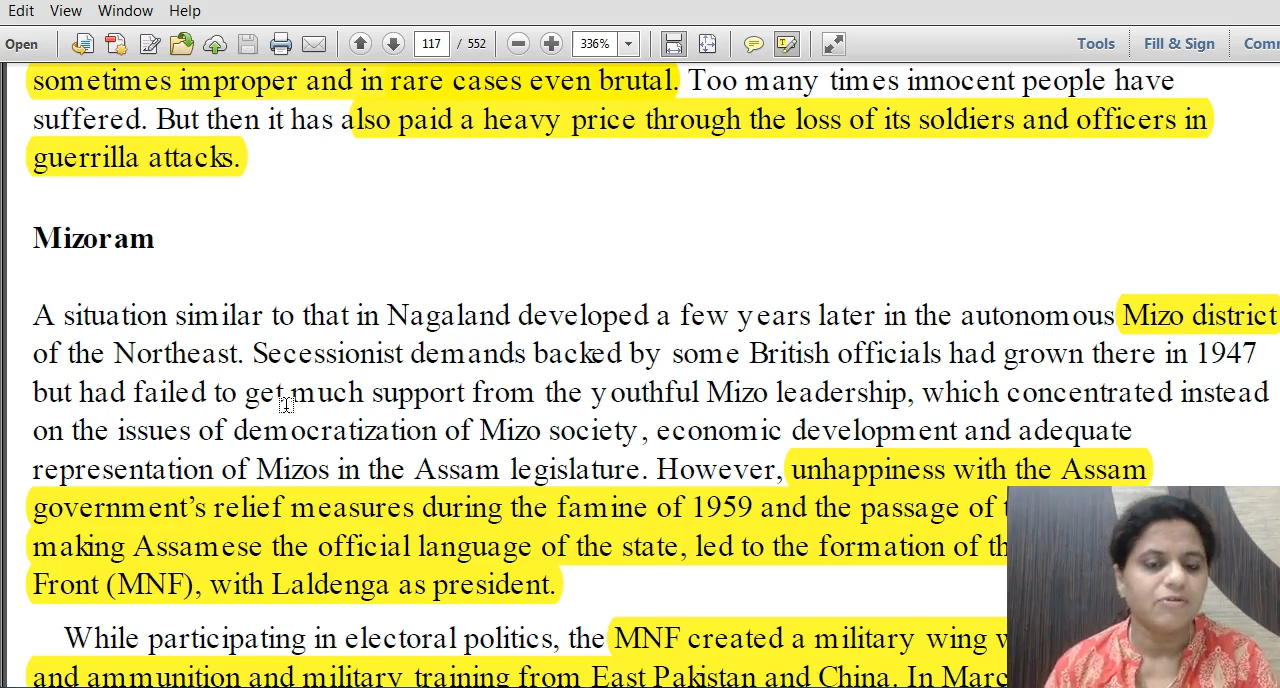 Edit View Window Help
Open 117 / 552 336% Tools Fill & Sign
sometimes improper and in rare cases even brutal. Too many times innocent people have
suffered. But then it has also paid a heavy price through the loss of its soldiers and officers in
guerrilla attacks.
Mizoram
A situation similar to that in Nagaland developed a few years later in the autonomous Mizo district
of the Northeast. Secessionist demands backed by some British officials had grown there in 1947
but had failed to get much support from the youthful Mizo leadership, which concentrated instead
on the issues of democratization of Mizo society, economic development and adequate
representation of Mizos in the Assam legislature. However, unhappiness with the Assam
government’s relief measures during the famine of 1959 and the passage of
making Assamese the official language of the state, led to the formation of
Front (MNF), with Laldenga as president.
While participating in electoral politics, the MNF created a military wing
and ammunition and military training from East Pakistan and China. In